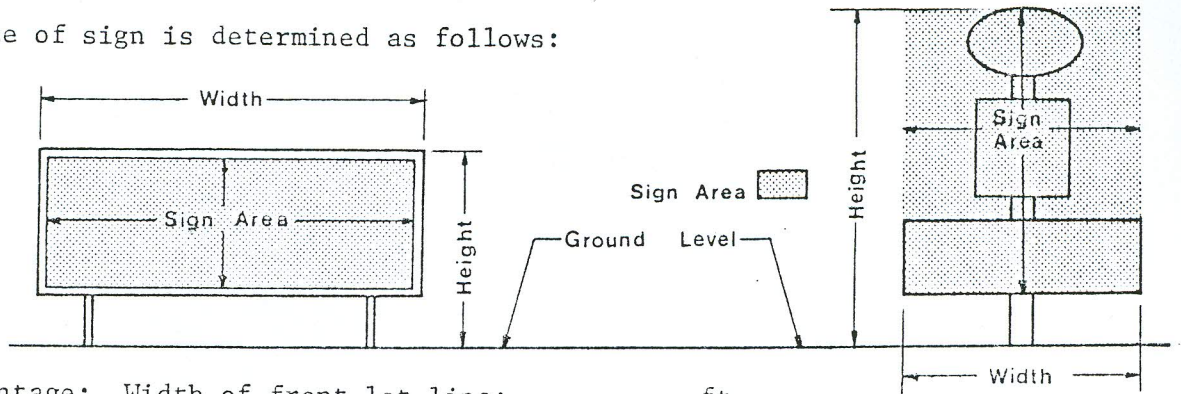 e of sign is determined as follows:
Width
Sign Area
Height
Sign Area
Ground Level
Height
Sign
Area
Width
ntage: Width of front lot line: ft